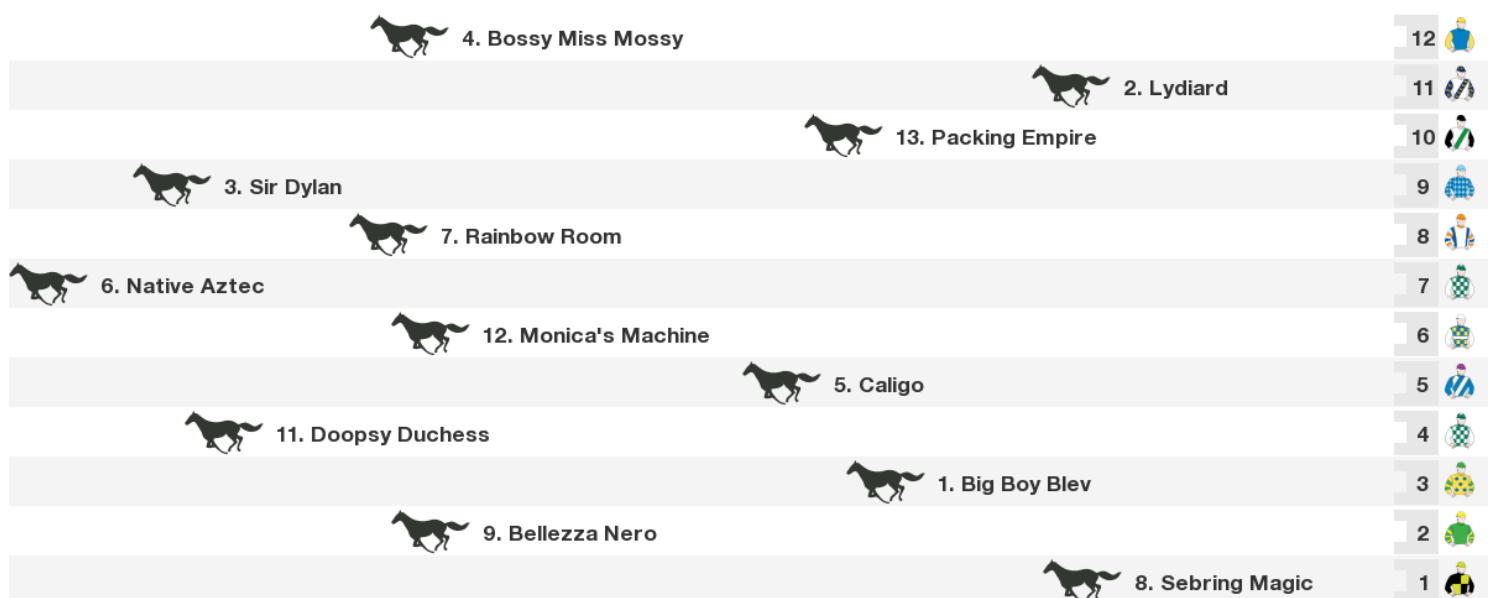 4. Bossy Miss Mossy 12
2. Lydiard 11
13. Packing Empire 10
3. Sir Dylan 9
7. Rainbow Room 8
6. Native Aztec 7
12. Monica's Machine 6
5. Caligo 5
11. Doopsy Duchess 4
1. Big Boy Blev 3
9. Bellezza Nero 2
8. Sebring Magic 1